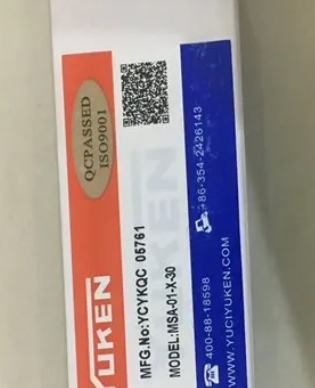 QCPASSED
ISO9001
YUKEN
MFG.No:YCYKQC 05761
MODEL:MSA-01-X-30
86-354-2426143
400-88-18598
WWW.YUCIYUKEN.COM